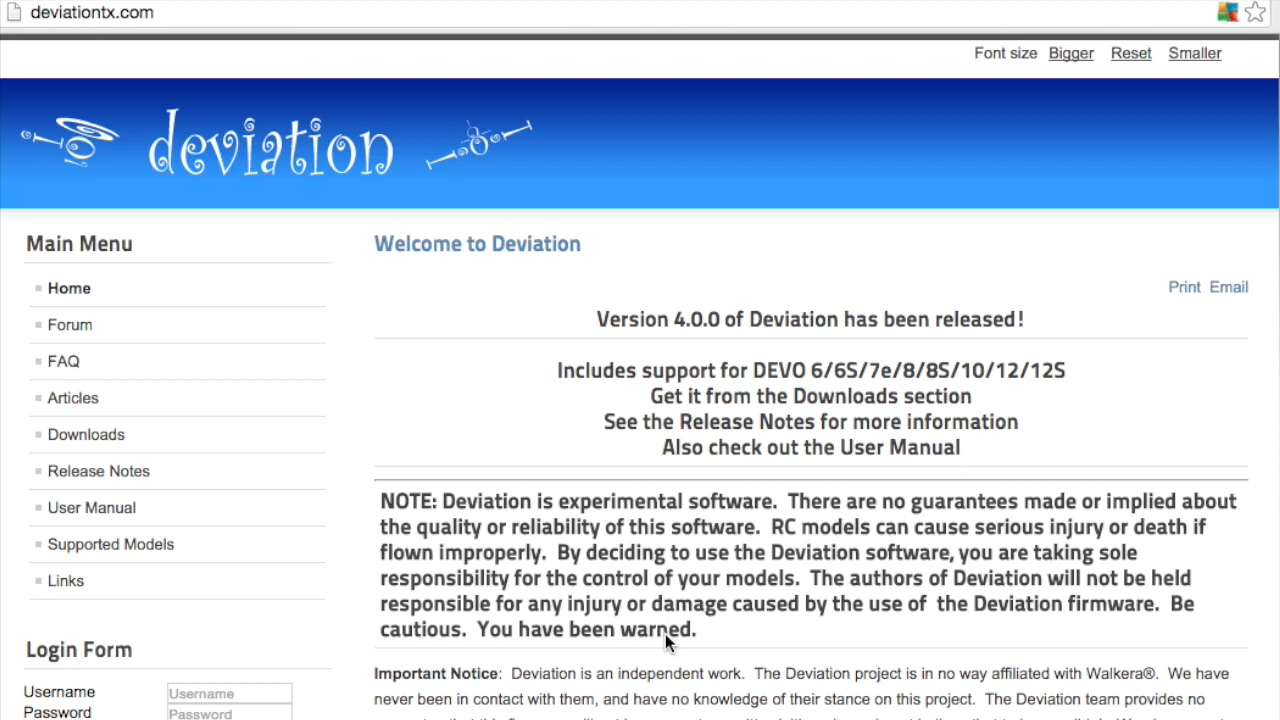 deviationtx.com
Font size Bigger Reset Smaller
deviation
Main Menu
Home
Forum
FAQ
Articles
Downloads
Release Notes
User Manual
Supported Models
Links
Login Form
Username Username
Password Password
Welcome to Deviation
Print Email
Version 4.0.0 of Deviation has been released!
Includes support for DEVO 6/6S/7e/8/8S/10/12/12S
Get it from the Downloads section
See the Release Notes for more information
Also check out the User Manual
NOTE: Deviation is experimental software. There are no guarantees made or implied about
the quality or reliability of this software. RC models can cause serious injury or death if
flown improperly. By deciding to use the Deviation software, you are taking sole
responsibility for the control of your models. The authors of Deviation will not be held
responsible for any injury or damage caused by the use of the Deviation firmware. Be
cautious. You have been warned.
Important Notice: Deviation is an independent work. The Deviation project is in no way affiliated with Walkera®. We have
never been in contact with them, and have no knowledge of their stance on this project. The Deviation team provides no